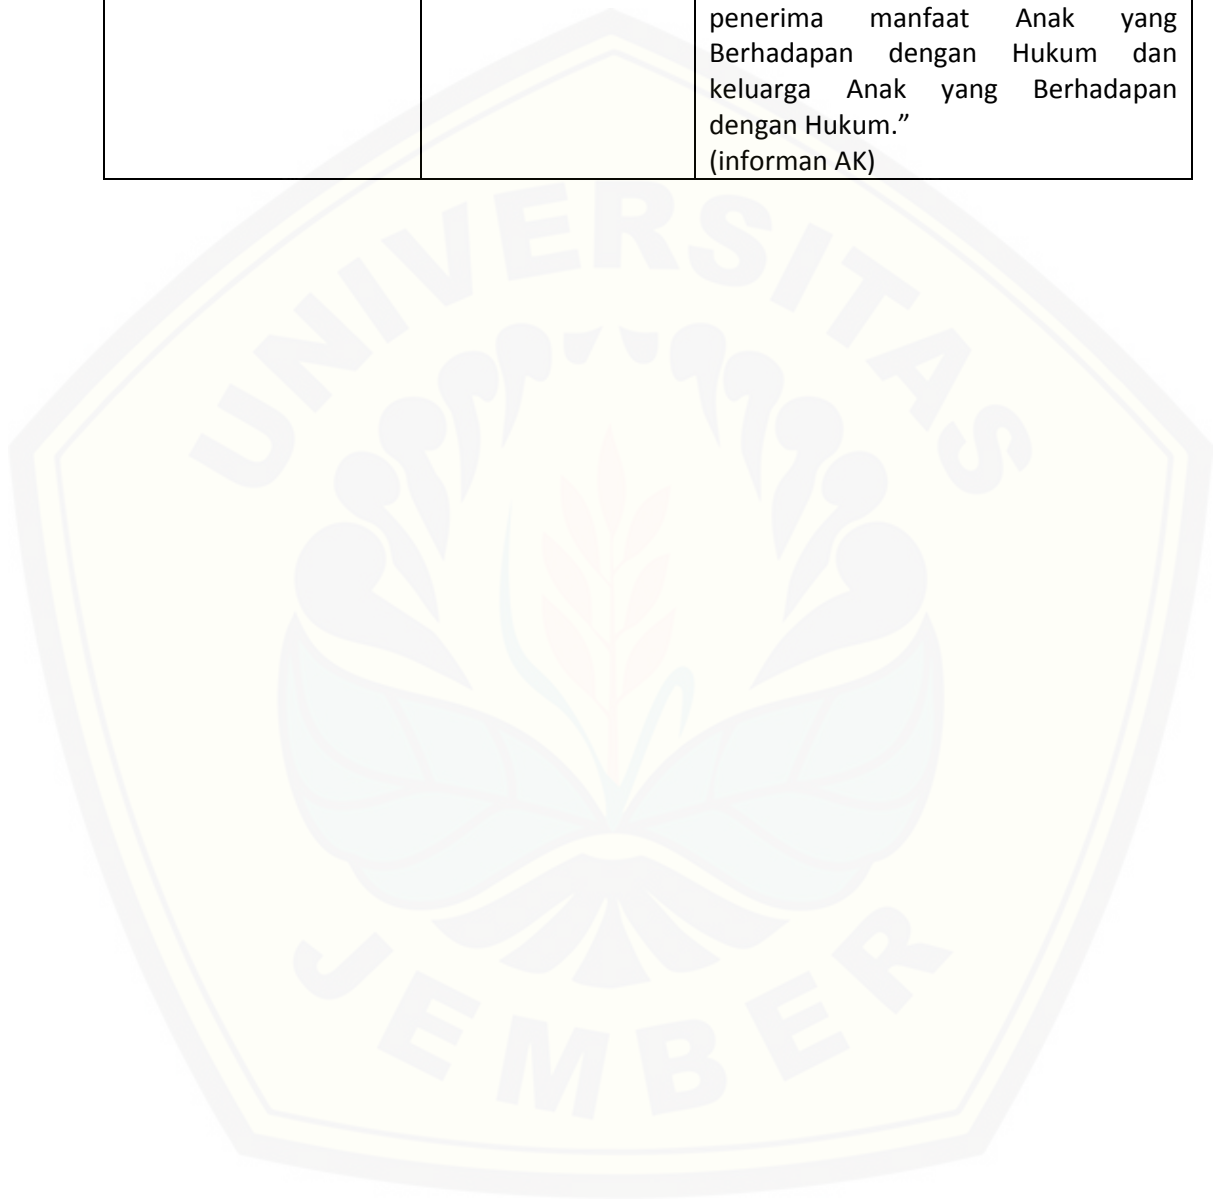 penerima manfaat Anak yang
Berhadapan dengan Hukum dan
keluarga Anak yang Berhadapan
dengan Hukum.”
(informan AK)
UNIVERSITAS
JEMBER